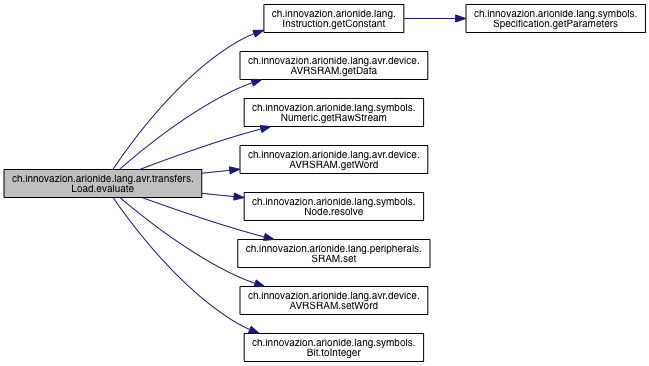 ch.innovazion.arionide.lang.
Instruction.getConstant
ch.innovazion.arionide.lang.symbols.
Specification.getParameters
ch.innovazion.arionide.lang.avr.device.
AVRSRAM.getData
ch.innovazion.arionide.lang.symbols.
Numeric.getRawStream
ch.innovazion.arionide.lang.avr.device.
AVRSRAM.getWord
ch.innovazion.arionide.lang.avr.transfers.
Load.evaluate
ch.innovazion.arionide.lang.symbols.
Node.resolve
ch.innovazion.arionide.lang.peripherals.
SRAM.set
ch.innovazion.arionide.lang.avr.device.
AVRSRAM.setWord
ch.innovazion.arionide.lang.symbols.
Bit.toInteger